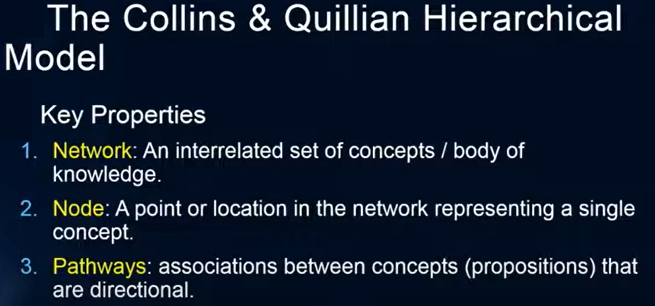 The Collins & Quillian Hierarchical
Model
Key Properties
1. Network: An interrelated set of concepts / body of
knowledge.
2. Node: A point or location in the network representing a single
concept.
3. Pathways: associations between concepts (propositions) that
are directional.